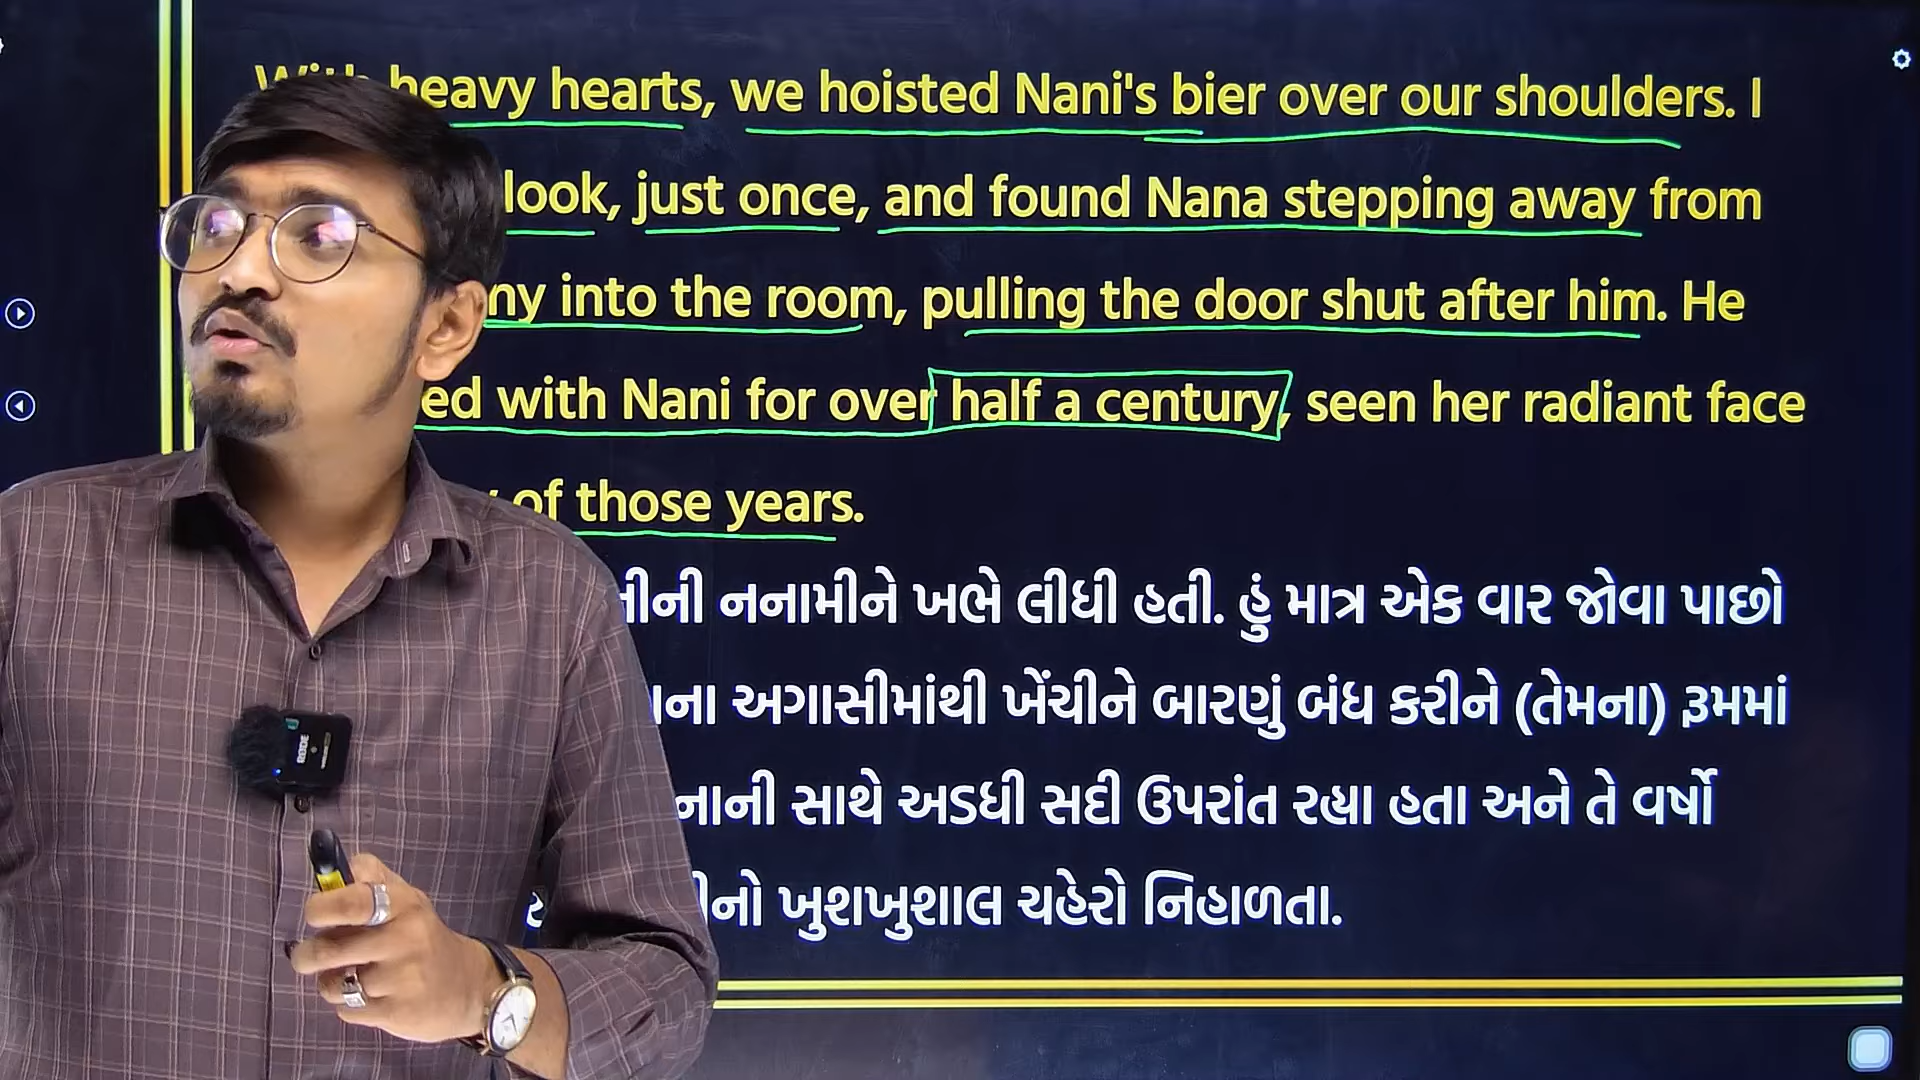 With heavy hearts, we hoisted Nani's bier over our shoulders. I
look, just once, and found Nana stepping away from
into the room, pulling the door shut after him. He
with Nani for over half a century, seen her radiant face
of those years.
નનામીને ખભે લીધી હતી. હું માત્ર એક વાર જોવા પાછો
અગાસીમાંથી ખેંચીને બારણું બંધ કરીને (તેમના) રૂમમાં
નાની સાથે અડધી સદી ઉપરાંત રહ્યા હતા અને તે વર્ષો
ખુશખુશાલ ચહેરો નિહાળતા.
RODE